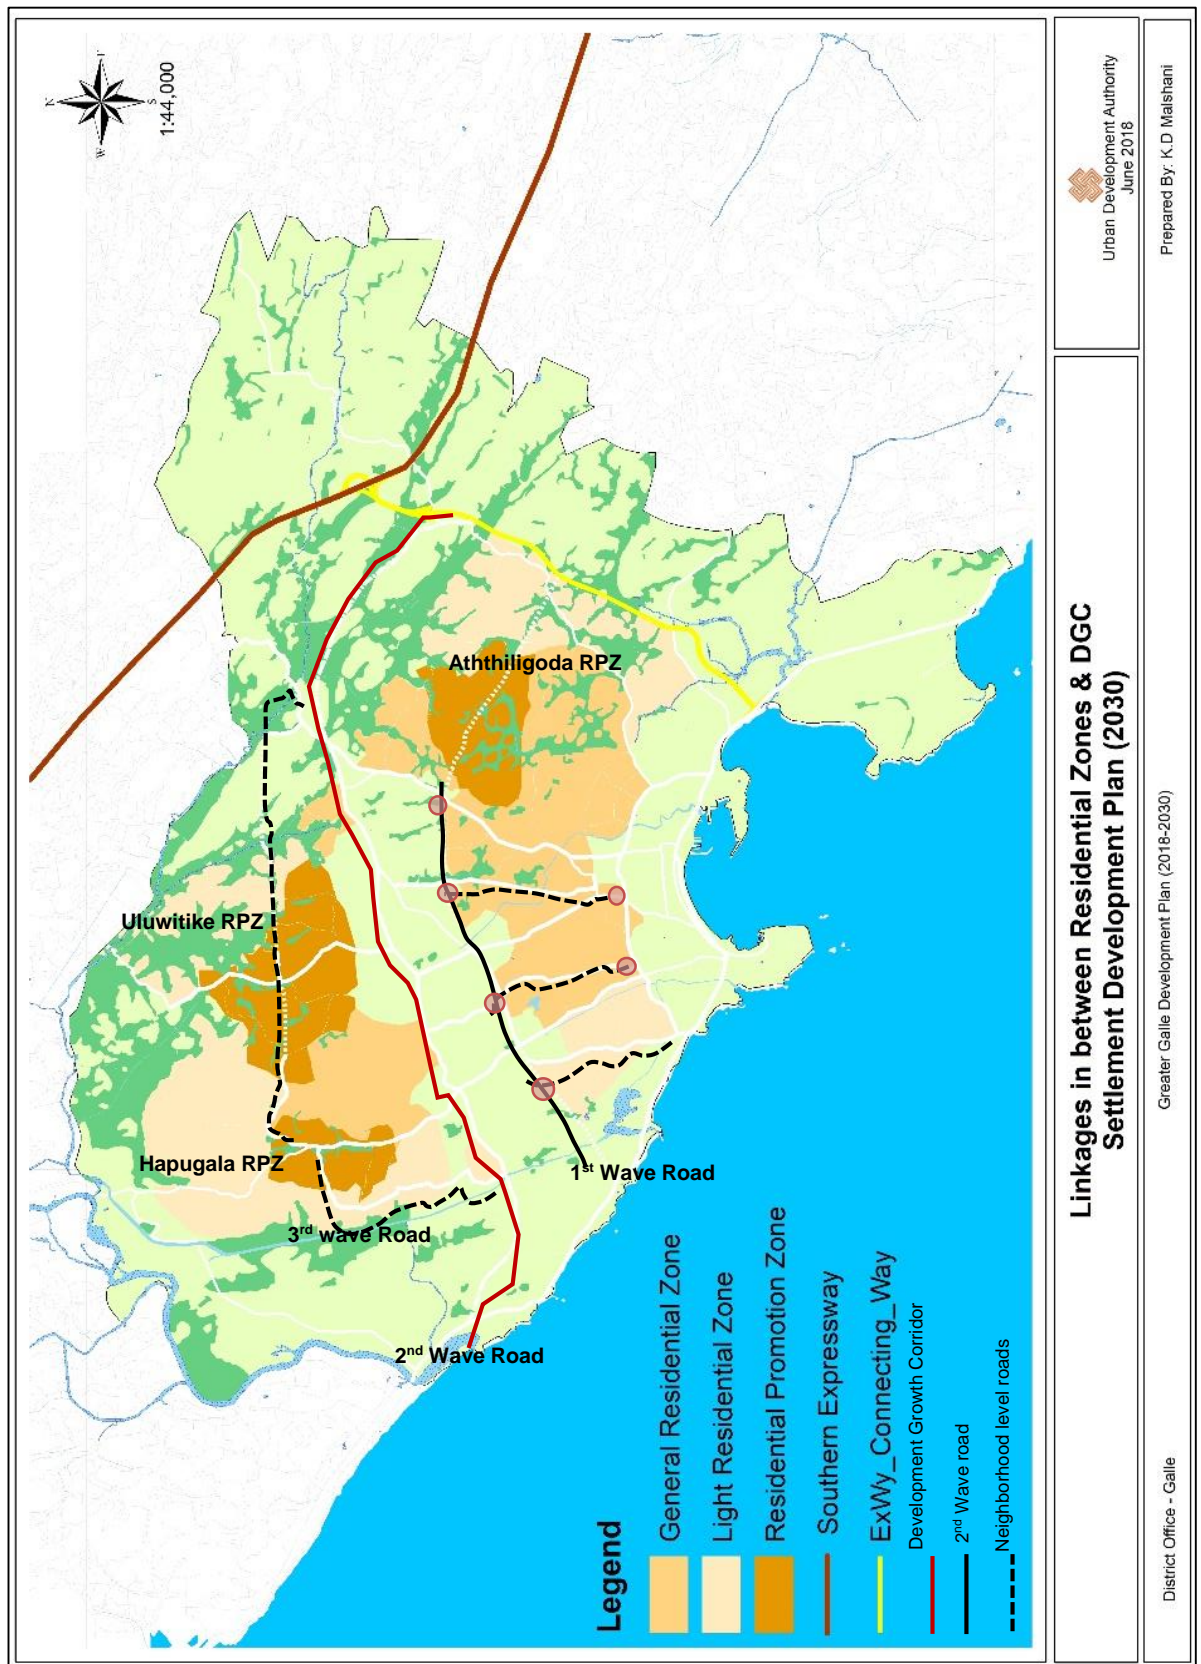 N
W
S
1:44,000
Aththiligoda RPZ
Uluwitike RPZ
Hapugala RPZ
1st Wave Road
3rd wave Road
2nd Wave Road
Legend
General Residential Zone
Light Residential Zone
Residential Promotion Zone
Southern Expressway
ExWy_Connecting_Way
Development Growth Corridor
2nd Wave road
Neighborhood level roads
Linkages in between Residential Zones & DGC
Settlement Development Plan (2030)
Urban Development Authority
June 2018
District Office - Galle
Greater Galle Development Plan (2018-2030)
Prepared By: K.D Malshani